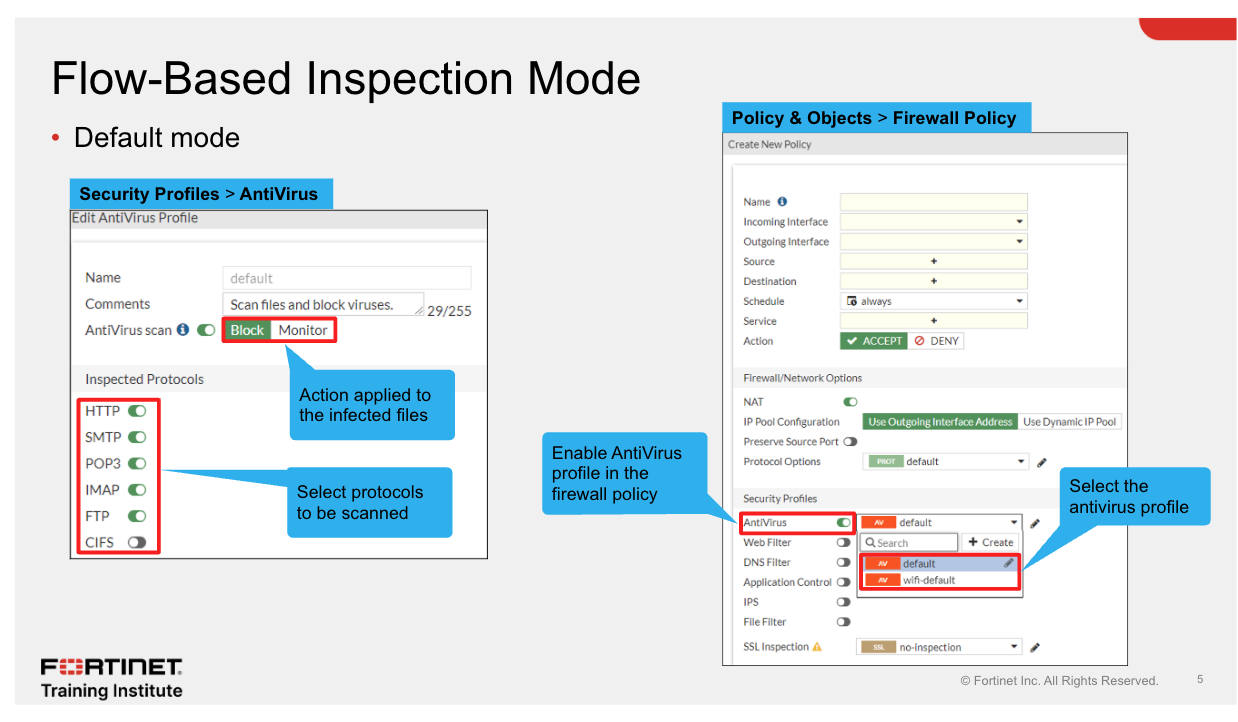 Flow-Based Inspection Mode
• Default mode
Security Profiles > AntiVirus
Edit AntiVirus Profile
Name default
Comments Scan files and block viruses. 29/255
AntiVirus scan Block Monitor
Action applied to
the infected files
Inspected Protocols
HTTP
SMTP
POP3
IMAP
FTP
CIFS
Select protocols
to be scanned
Policy & Objects > Firewall Policy
Create New Policy
Name
Incoming Interface
Outgoing Interface
Source +
Destination +
Schedule always
Service +
Action ACCEPT DENY
Firewall/Network Options
NAT
IP Pool Configuration Use Outgoing Interface Address Use Dynamic IP Pool
Preserve Source Port
Protocol Options PROT default
Enable AntiVirus
profile in the
firewall policy
Security Profiles
AntiVirus AV default
Web Filter Search + Create
DNS Filter AV default
Application Control AV wifi-default
IPS
File Filter
SSL Inspection SSL no-inspection
Select the
antivirus profile
FORTINET
Training Institute
© Fortinet Inc. All Rights Reserved. 5